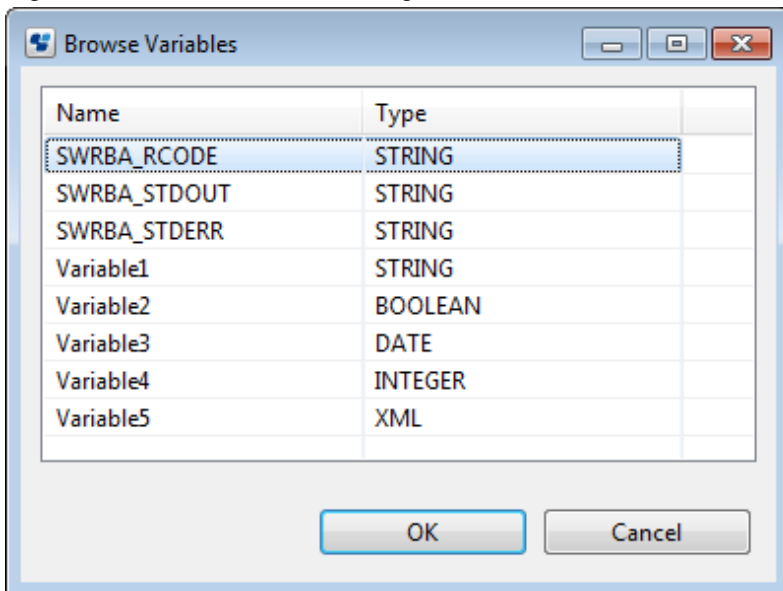 Browse Variables
Name Type
SWRBA_RCODE STRING
SWRBA_STDOUT STRING
SWRBA_STDERR STRING
Variable1 STRING
Variable2 BOOLEAN
Variable3 DATE
Variable4 INTEGER
Variable5 XML
OK Cancel